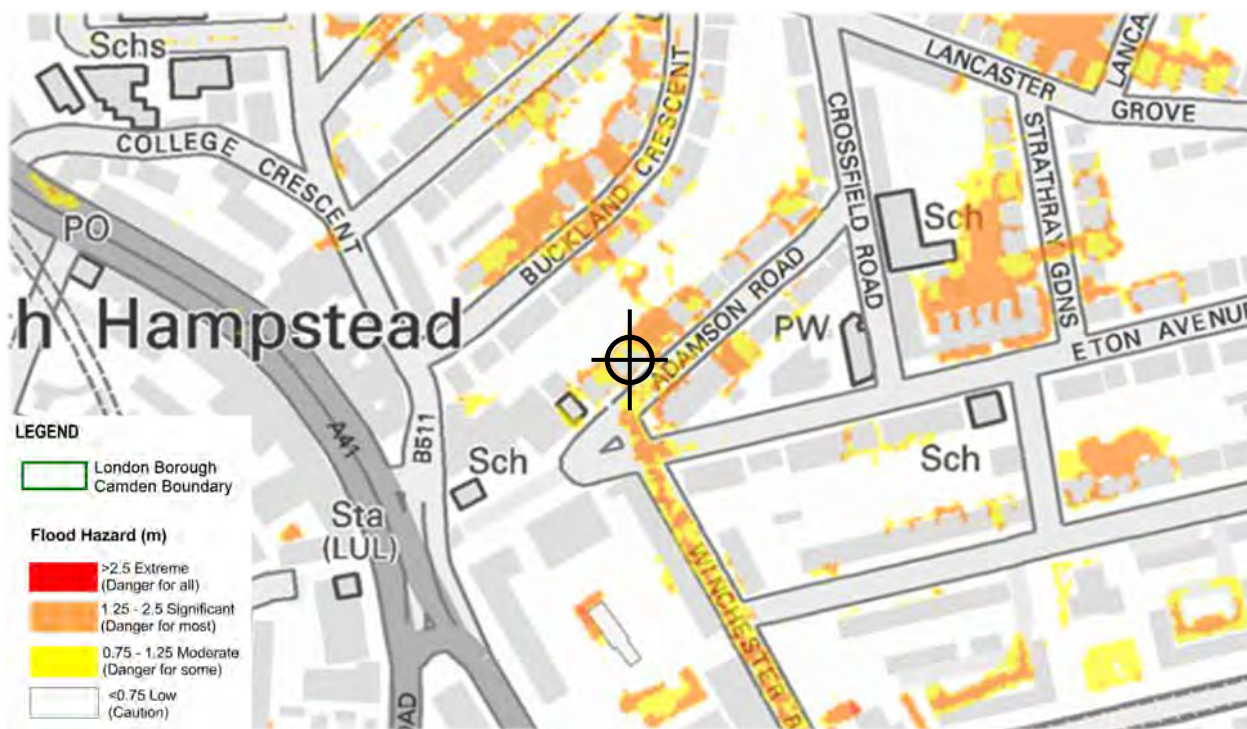 Schs
COLLEGE CRESCENT
PO
h Hampstead
BUCKLAND CRESCENT
CROSSFIELD ROAD
LANCASTER
GROVE
LANCA
STRATHRAY GDNS
Sch
ADAMSON ROAD
PW
ETON AVENUE
A41
B511
Sch
Sch
Sta
(LUL)
WINCHESTER R
OAD
LEGEND
London Borough
Camden Boundary
Flood Hazard (m)
>2.5 Extreme
(Danger for all)
1.25 - 2.5 Significant
(Danger for most)
0.75 - 1.25 Moderate
(Danger for some)
<0.75 Low
(Caution)